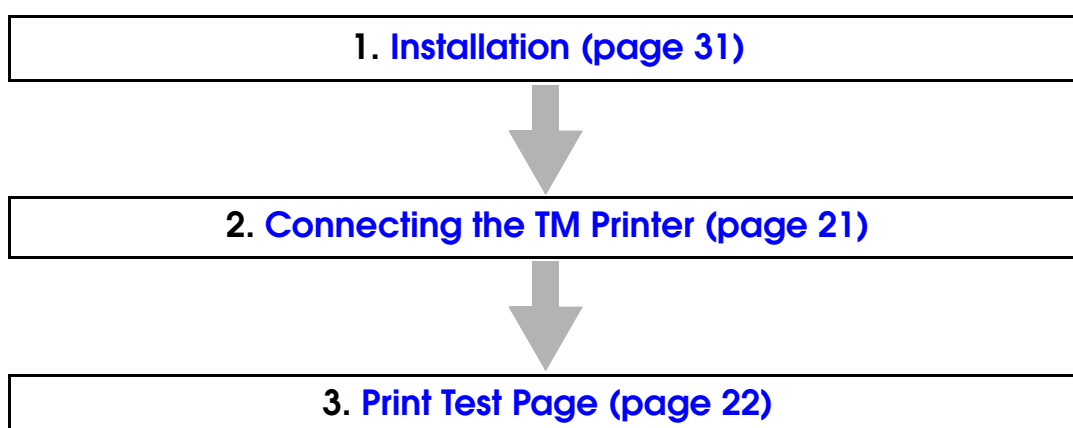 1. Installation (page 31)
2. Connecting the TM Printer (page 21)
3. Print Test Page (page 22)